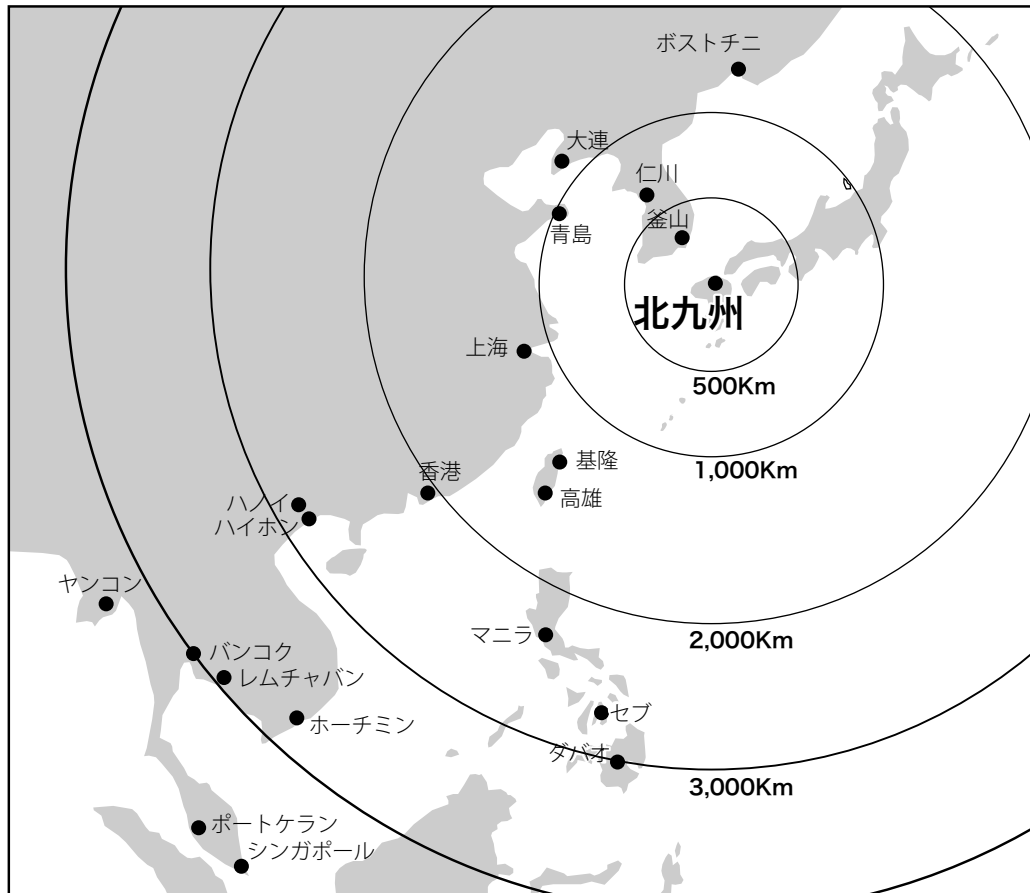 ボストチニ
大連
仁川
青島
釜山
北九州
上海
500Km
香港
基隆
1,000Km
高雄
ハノイ
ハイホン
ヤンコン
マニラ
2,000Km
バンコク
レムチャバン
セブ
ホーチミン
ダバオ
3,000Km
ポートケラン
シンガポール